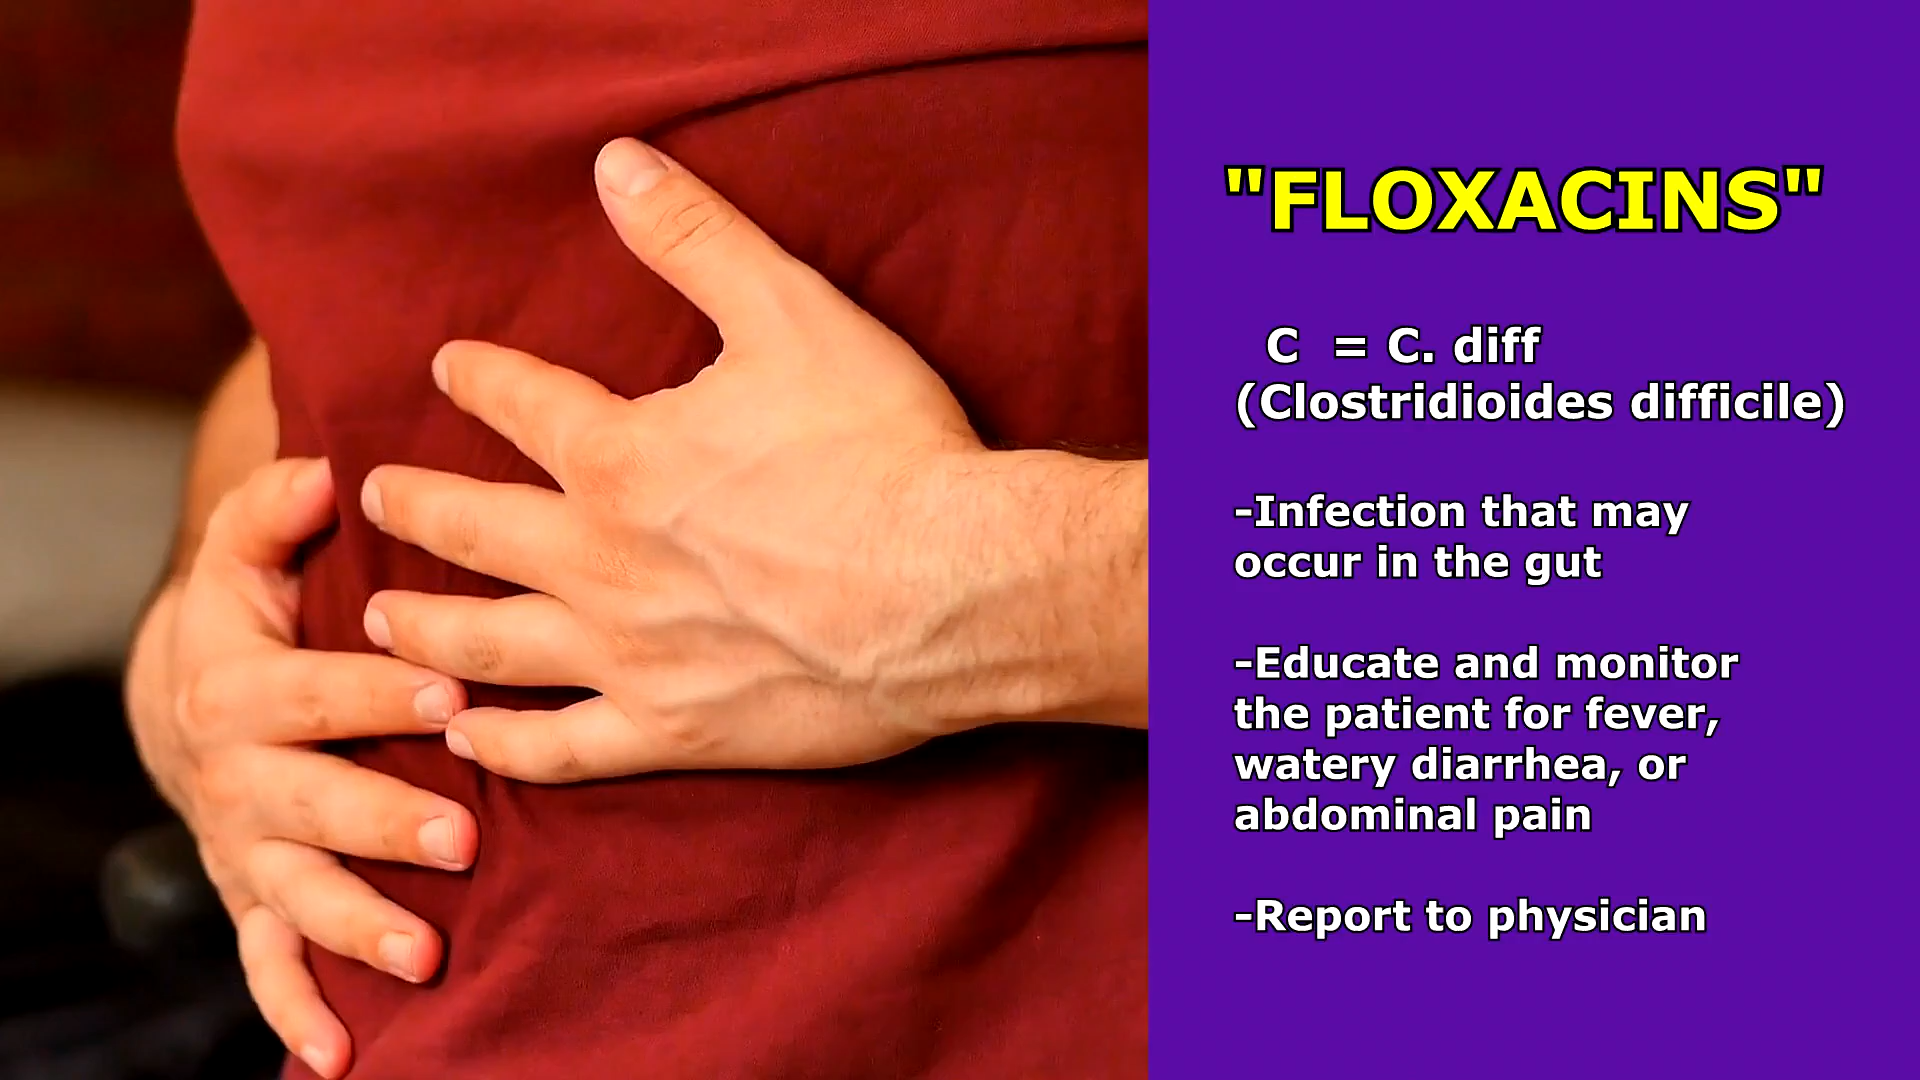 "FLOXACINS"
C = C. diff
(Clostridioides difficile)
-Infection that may
occur in the gut
-Educate and monitor
the patient for fever,
watery diarrhea, or
abdominal pain
-Report to physician